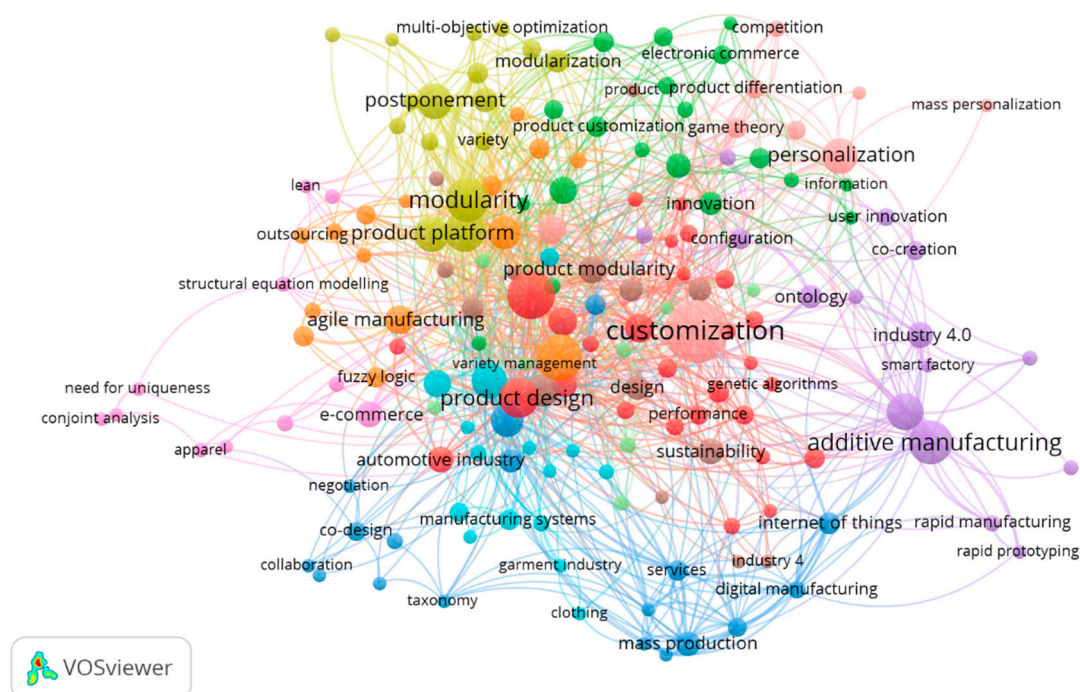 multi-objective optimization
competition
electronic commerce
modularization
product
product differentiation
postponement
mass personalization
product customization
game theory
variety
personalization
lean
information
modularity
innovation
user innovation
outsourcing
product platform
configuration
co-creation
product modularity
structural equation modelling
ontology
agile manufacturing
customization
industry 4.0
variety management
smart factory
fuzzy logic
need for uniqueness
design
genetic algorithms
product design
conjoint analysis
e-commerce
performance
additive manufacturing
apparel
automotive industry
sustainability
negotiation
manufacturing systems
internet of things
rapid manufacturing
co-design
rapid prototyping
collaboration
garment industry
services
industry 4
digital manufacturing
taxonomy
clothing
mass production
VOSviewer